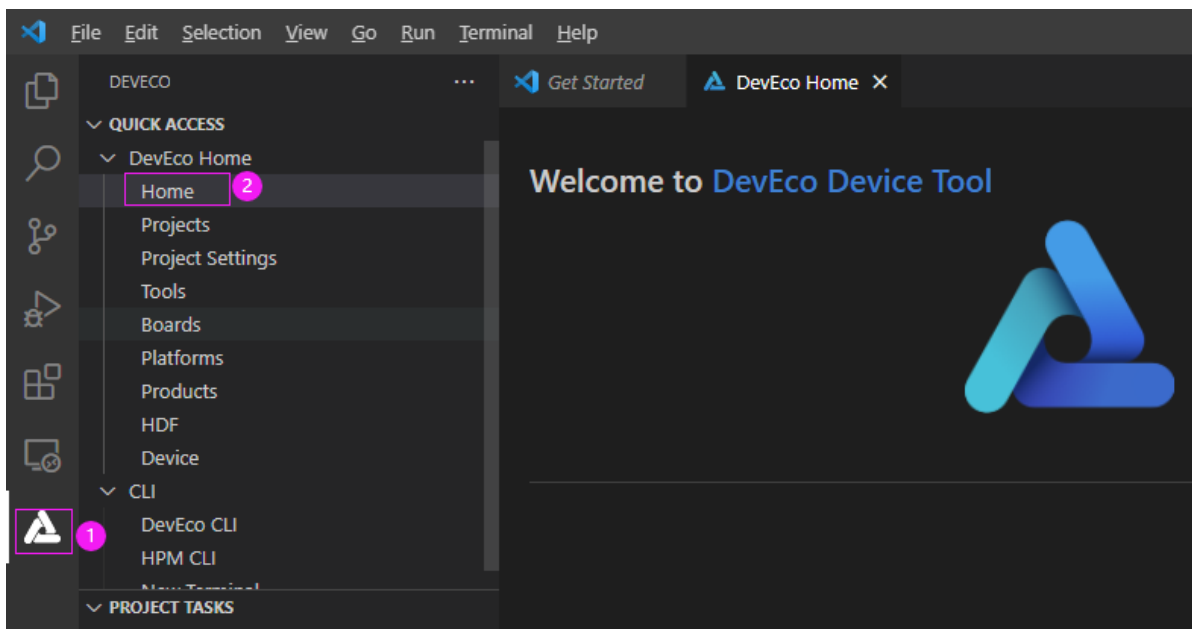 File Edit Selection View Go Run Terminal Help
DEVECO
Get Started
DevEco Home
QUICK ACCESS
DevEco Home
Home
2
Projects
Project Settings
Tools
Boards
Platforms
Products
HDF
Device
CLI
DevEco CLI
1
HPM CLI
New Terminal
PROJECT TASKS
Welcome to DevEco Device Tool